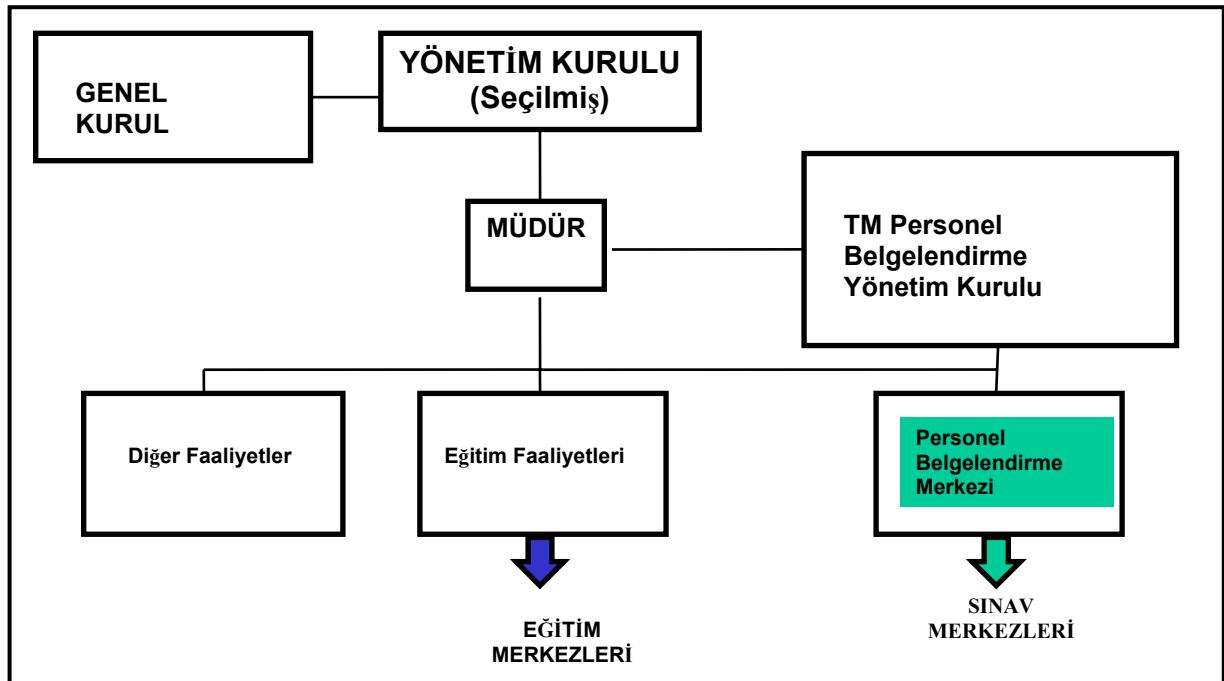 GENEL
KURUL
YÖNETİM KURULU
(Seçilmiş)
MÜDÜR
TM Personel
Belgelendirme
Yönetim Kurulu
Diğer Faaliyetler
Eğitim Faaliyetleri
Personel
Belgelendirme
Merkezi
EĞİTİM
MERKEZLERİ
SINAV
MERKEZLERİ